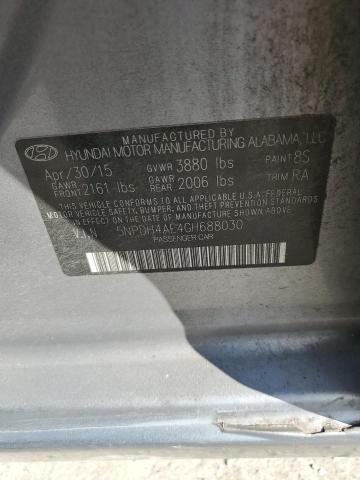 MANUFACTURED BY
HYUNDAI MOTOR MANUFACTURING ALABAMA, LLC
Apr/30/15 GVWR 3880 lbs PAINT 8S
GAWR FRONT 2161 lbs GAWR REAR 2006 lbs TRIM RA
THIS VEHICLE CONFORMS TO ALL APPLICABLE U.S.A. FEDERAL
MOTOR VEHICLE SAFETY, BUMPER, AND THEFT PREVENTION
STANDARDS IN EFFECT ON THE DATE OF MANUFACTURE SHOWN ABOVE.
V.I.N 5NPDH4AE4GH688030
PASSENGER CAR